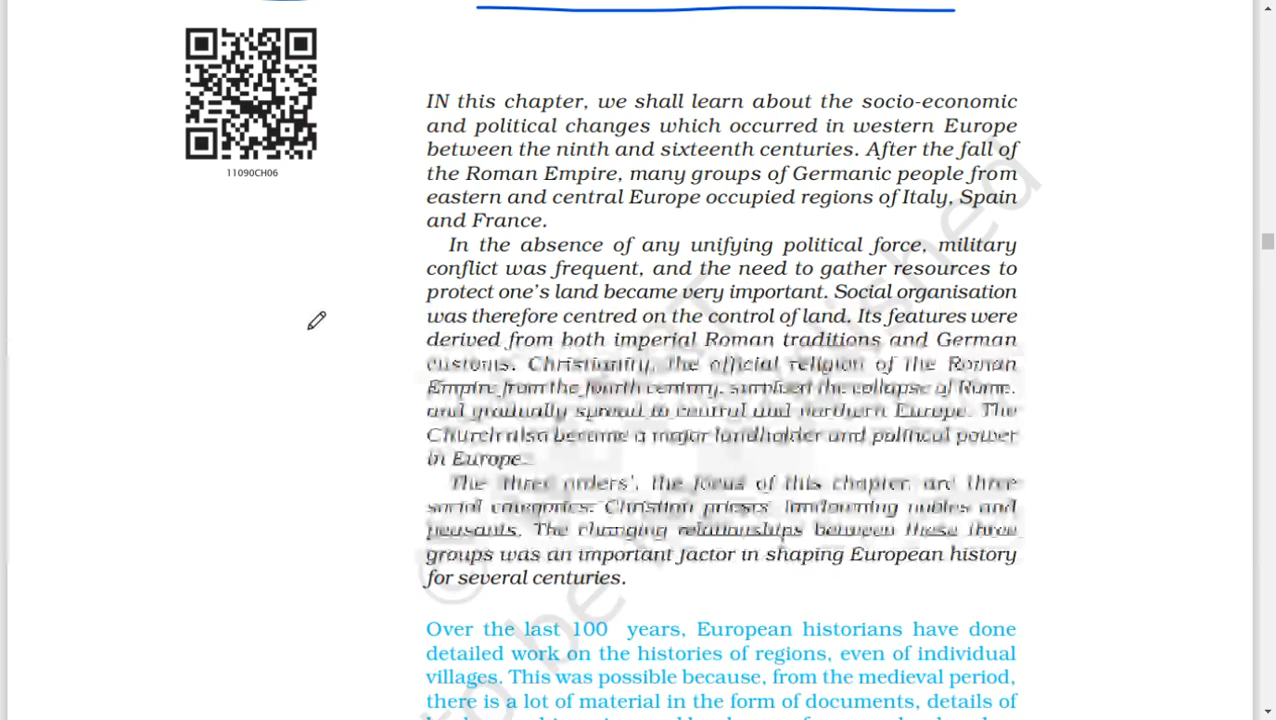 11090CH06
IN this chapter, we shall learn about the socio-economic
and political changes which occurred in western Europe
between the ninth and sixteenth centuries. After the fall of
the Roman Empire, many groups of Germanic people from
eastern and central Europe occupied regions of Italy, Spain
and France.
In the absence of any unifying political force, military
conflict was frequent, and the need to gather resources to
protect one's land became very important. Social organisation
was therefore centred on the control of land. Its features were
derived from both imperial Roman traditions and German
customs. Christianity, the official religion of the Roman
Empire from the fourth century, survived the collapse of Rome,
and gradually spread to central and northern Europe. The
Church also became a major landholder and political power
in Europe.
The 'three orders', the focus of this chapter, are three
social categories: Christian priests, landowning nobles and
peasants. The changing relationships between these three
groups was an important factor in shaping European history
for several centuries.
Over the last 100 years, European historians have done
detailed work on the histories of regions, even of individual
villages. This was possible because, from the medieval period,
there is a lot of material in the form of documents, details of